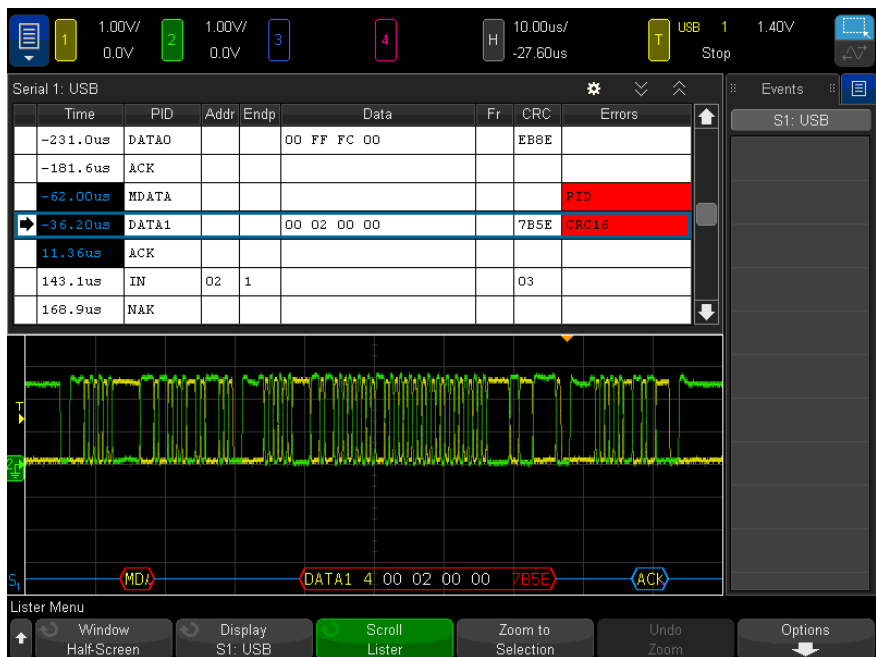 1 1.00V/ 2 1.00V/ 3 4 H 10.00us/ T USB 1 1.40V
0.0V 0.0V -27.60us Stop
Serial 1: USB
Events
S1: USB
Time PID Addr Endp Data Fr CRC Errors
-231.0us DATA0 00 FF FC 00 EB8E
-181.6us ACK
-62.00us MDATA PID
-36.20us DATA1 00 02 00 00 7B5E CRC16
11.36us ACK
143.1us IN 02 1 03
168.9us NAK
T
2
S1 MD DATA1 4 00 02 00 00 7B5E ACK
Lister Menu
Window Display Scroll Zoom to Undo Options
Half-Screen S1: USB Lister Selection Zoom